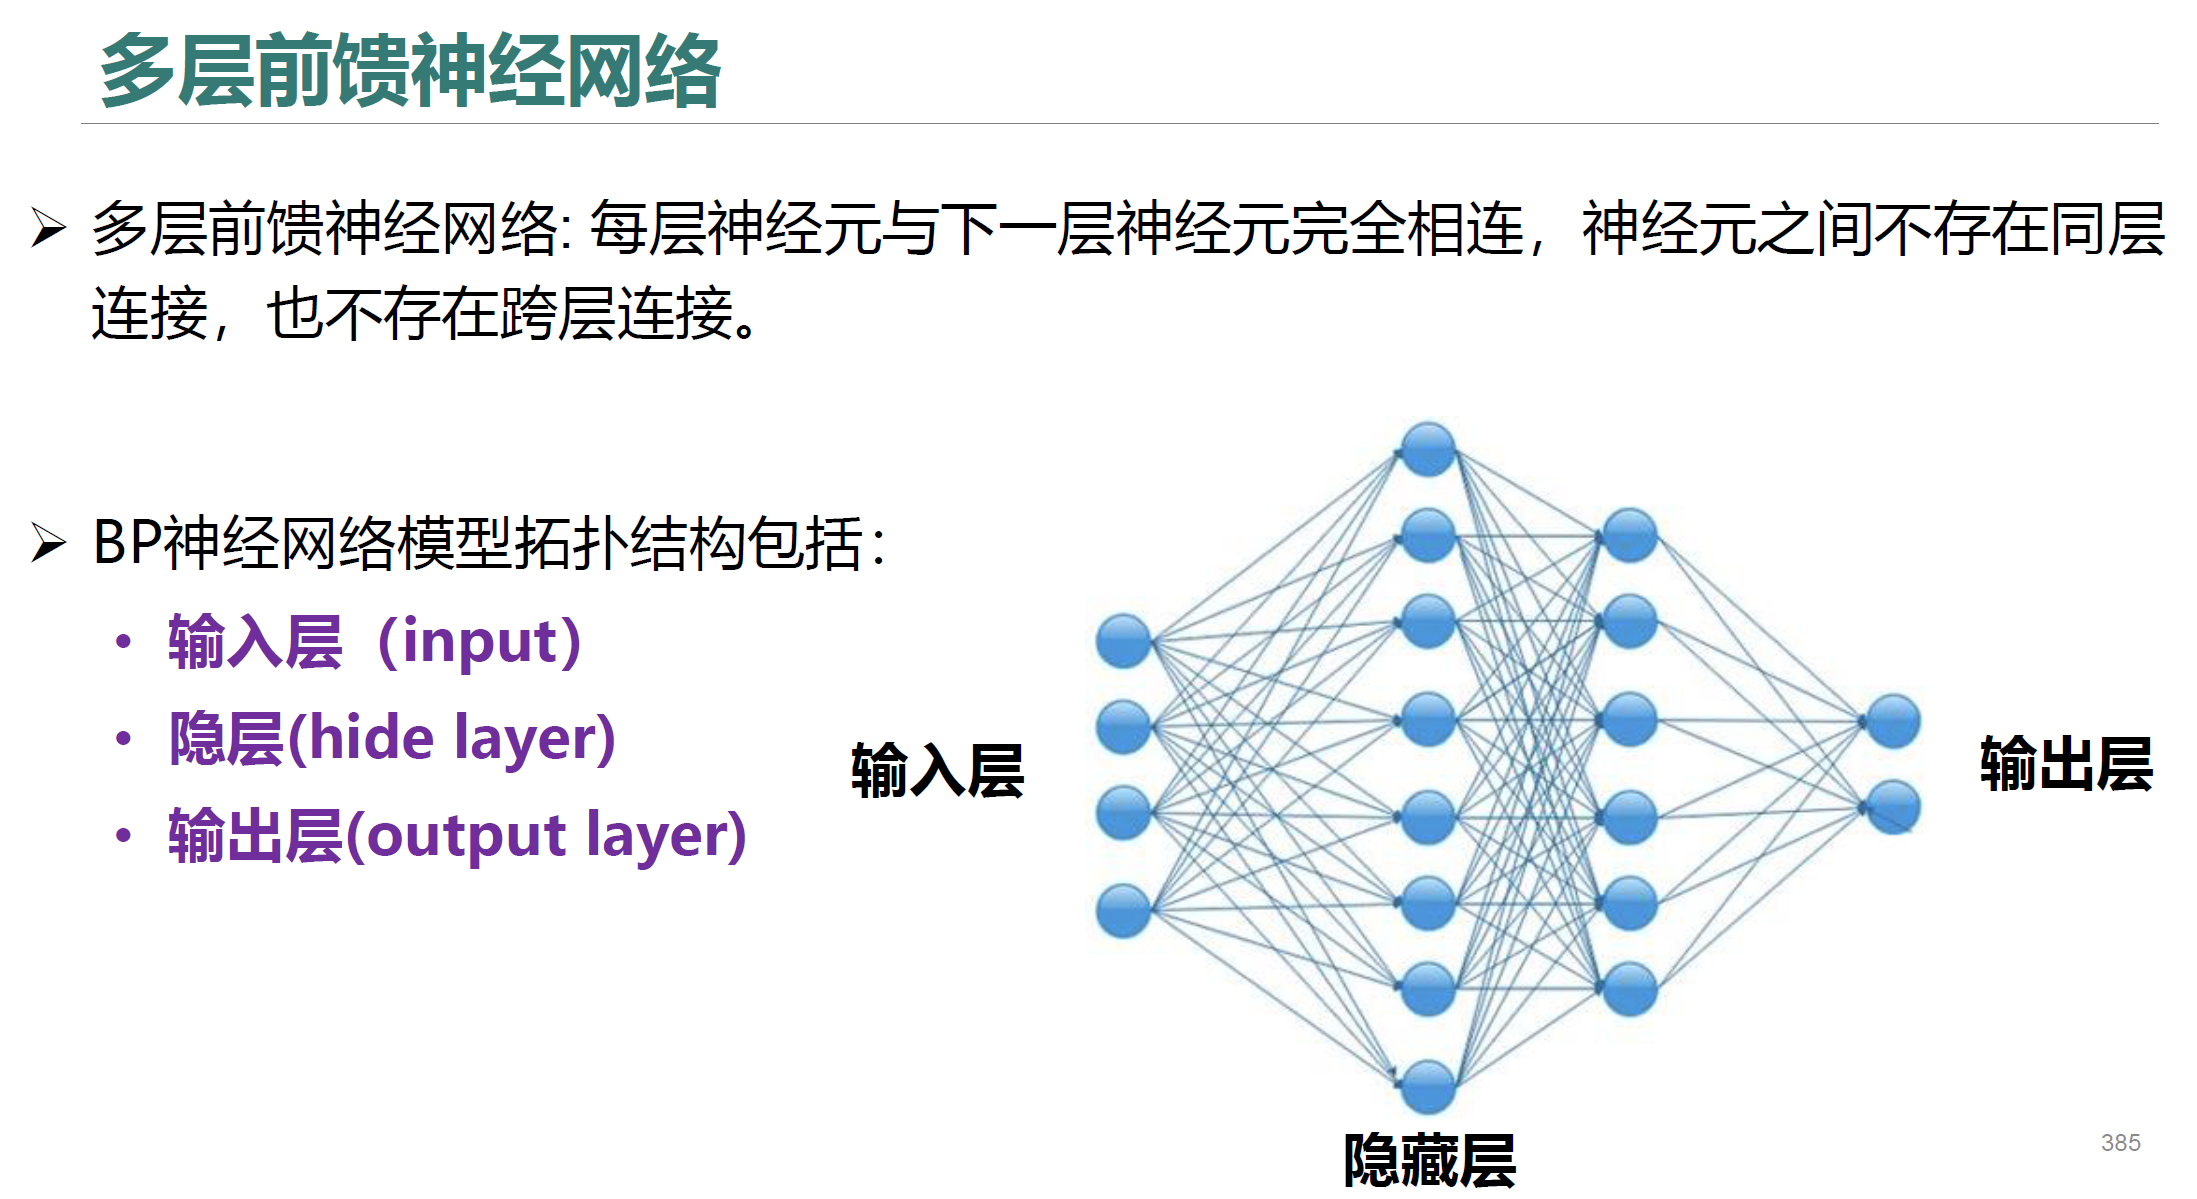 多层前馈神经网络
➢ 多层前馈神经网络: 每层神经元与下一层神经元完全相连，神经元之间不存在同层
连接，也不存在跨层连接。
➢ BP神经网络模型拓扑结构包括：
• 输入层（input）
• 隐层(hide layer)
• 输出层(output layer)
输入层
输出层
隐藏层
385